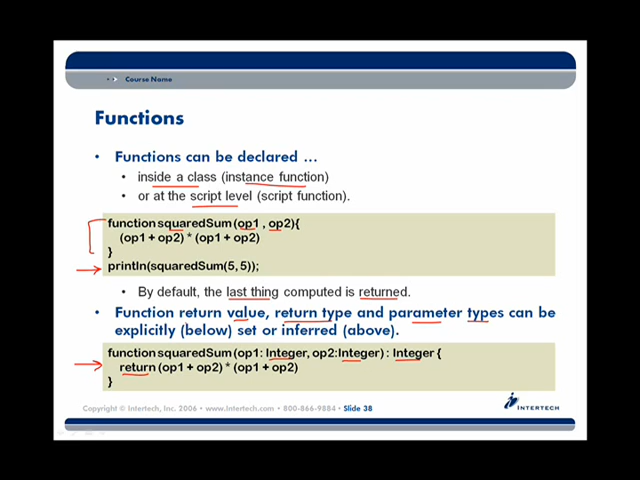 Course Name
Functions
• Functions can be declared ...
• inside a class (instance function)
• or at the script level (script function).
function squaredSum (op1 , op2){
(op1 + op2) * (op1 + op2)
}
println(squaredSum(5, 5));
• By default, the last thing computed is returned.
• Function return value, return type and parameter types can be
explicitly (below) set or inferred (above).
function squaredSum (op1: Integer, op2:Integer) : Integer {
return (op1 + op2) * (op1 + op2)
}
Copyright © Intertech, Inc. 2006 • www.Intertech.com • 800-866-9884 • Slide 38
INTERTECH